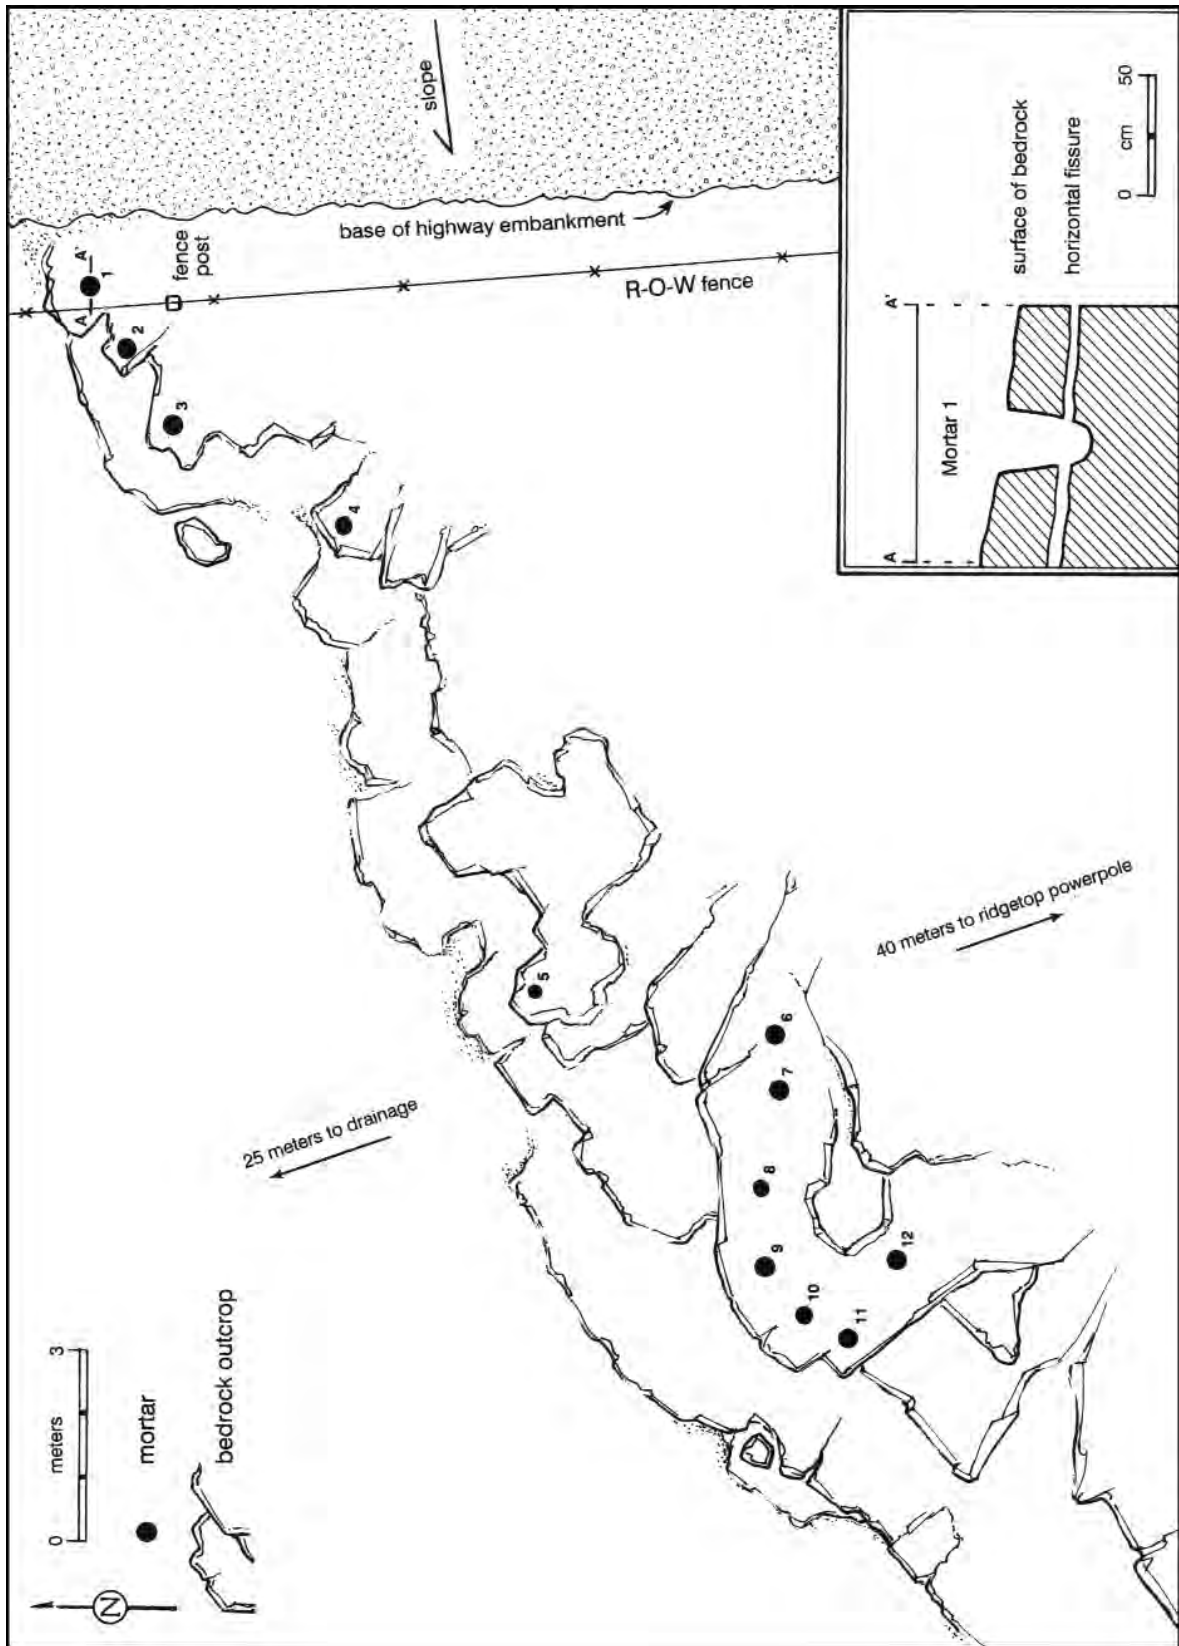 0 meters 3
mortar
bedrock outcrop
N
25 meters to drainage
40 meters to ridgetop powerpole
slope
base of highway embankment
R-O-W fence
fence
post
A A'
1
2
3
4
5
6
7
8
9
10
11
12
A A'
Mortar 1
surface of bedrock
horizontal fissure
0 cm 50